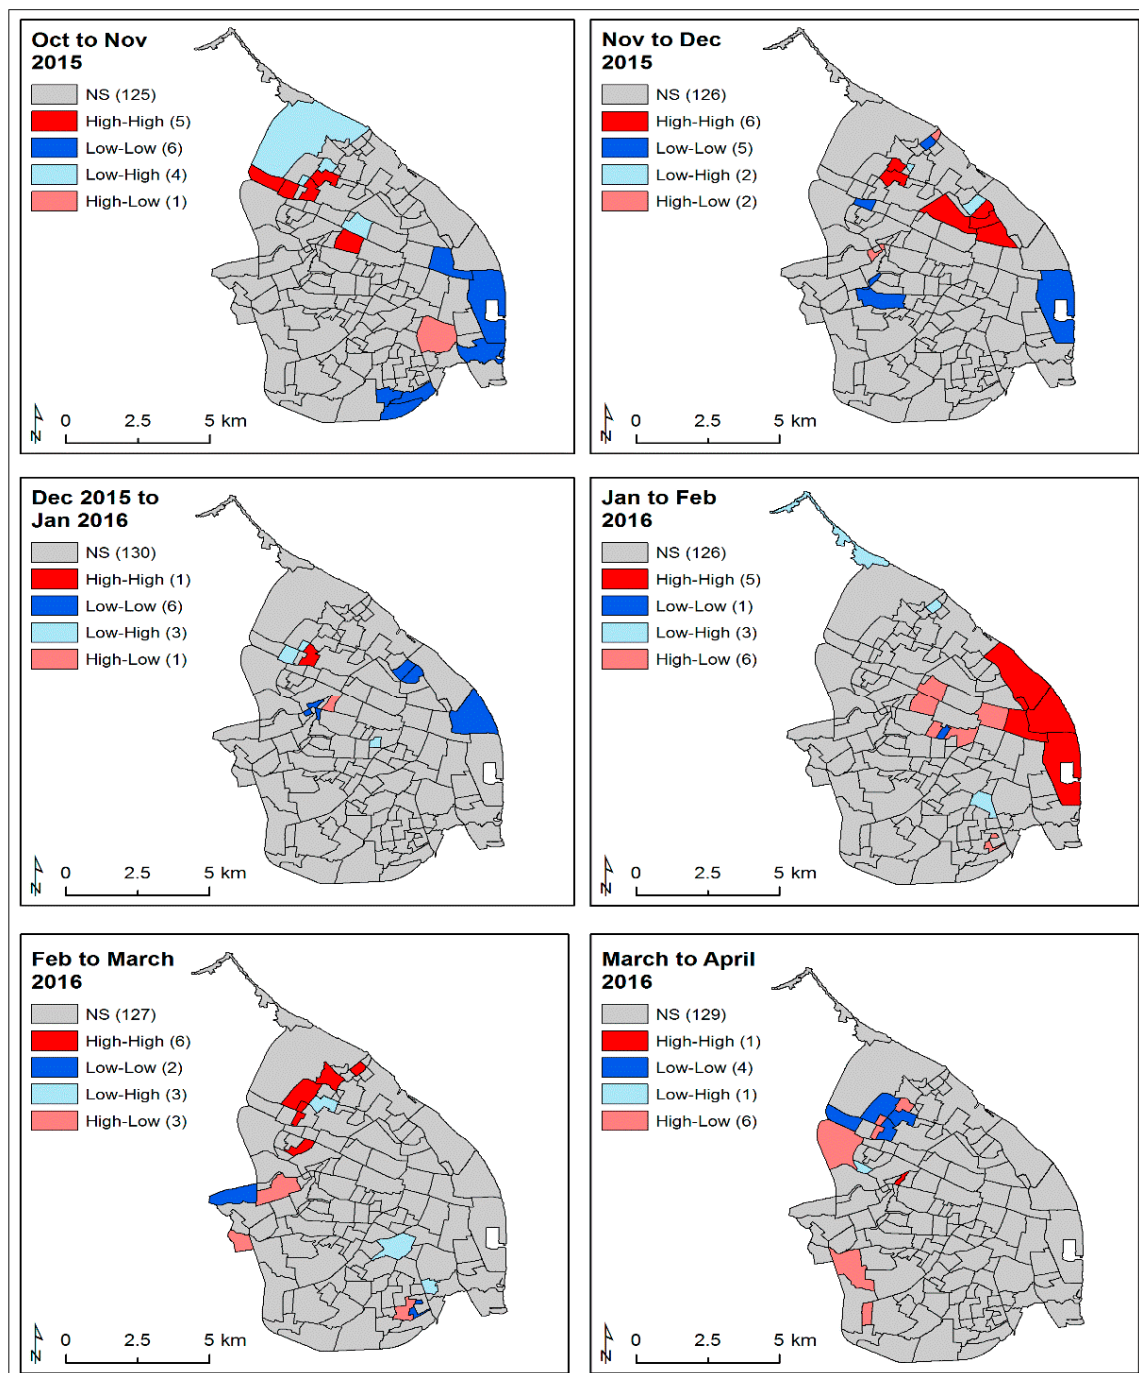 Oct to Nov
2015
NS (125)
High-High (5)
Low-Low (6)
Low-High (4)
High-Low (1)
N
0 2.5 5 km
Nov to Dec
2015
NS (126)
High-High (6)
Low-Low (5)
Low-High (2)
High-Low (2)
N
0 2.5 5 km
Dec 2015 to
Jan 2016
NS (130)
High-High (1)
Low-Low (6)
Low-High (3)
High-Low (1)
N
0 2.5 5 km
Jan to Feb
2016
NS (126)
High-High (5)
Low-Low (1)
Low-High (3)
High-Low (6)
N
0 2.5 5 km
Feb to March
2016
NS (127)
High-High (6)
Low-Low (2)
Low-High (3)
High-Low (3)
N
0 2.5 5 km
March to April
2016
NS (129)
High-High (1)
Low-Low (4)
Low-High (1)
High-Low (6)
N
0 2.5 5 km